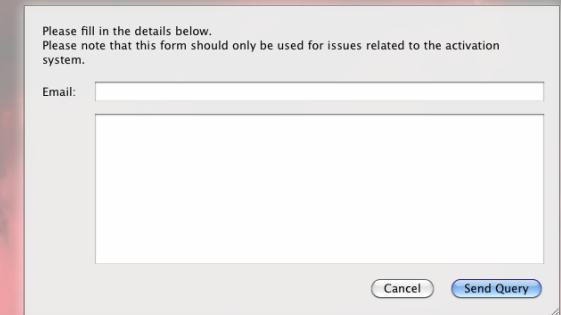 Please fill in the details below.
Please note that this form should only be used for issues related to the activation
system.
Email:
Cancel
Send Query